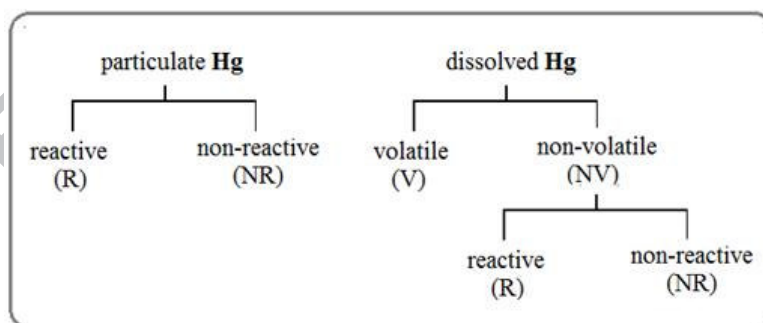 particulate Hg
dissolved Hg
reactive
(R)
non-reactive
(NR)
volatile
(V)
non-volatile
(NV)
reactive
(R)
non-reactive
(NR)